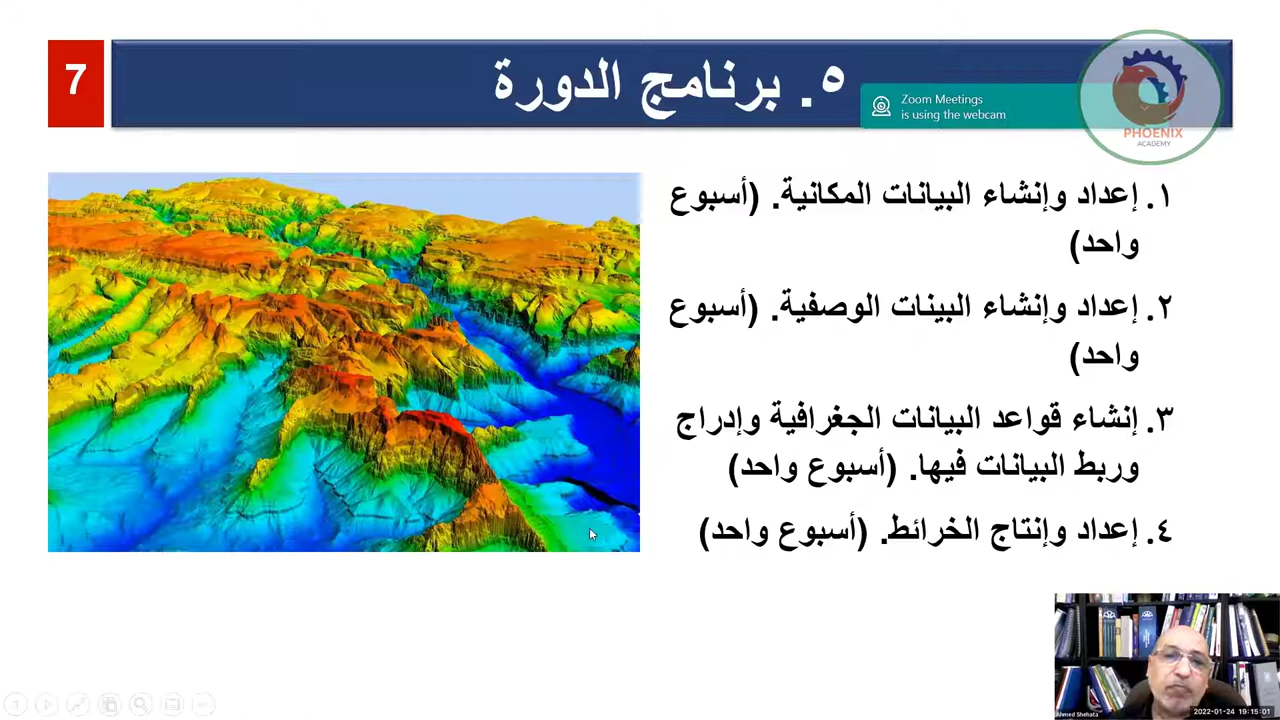 7
٥. برنامج الدورة
Zoom Meetings
is using the webcam
PHOENIX
ACADEMY
١. إعداد وإنشاء البيانات المكانية. (أسبوع
واحد)
٢. إعداد وإنشاء البينات الوصفية. (أسبوع
واحد)
٣. إنشاء قواعد البيانات الجغرافية وإدراج
وربط البيانات فيها. (أسبوع واحد)
٤. إعداد وإنتاج الخرائط. (أسبوع واحد)
Ahmed Shehata
2022-01-24 19:15:01